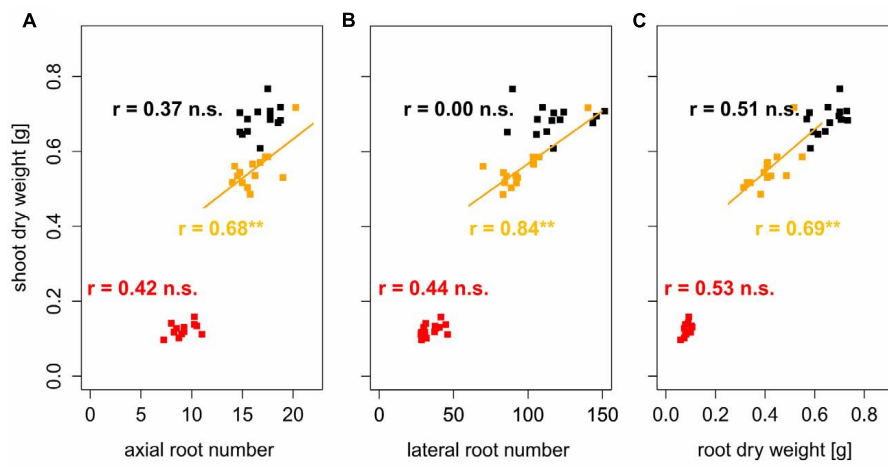 A B C
shoot dry weight [g]
0.0 0.2 0.4 0.6 0.8
r = 0.37 n.s.
r = 0.68**
r = 0.42 n.s.
0 5 10 15 20
axial root number
r = 0.00 n.s.
r = 0.84**
r = 0.44 n.s.
0 50 100 150
lateral root number
r = 0.51 n.s.
r = 0.69**
r = 0.53 n.s.
0.0 0.2 0.4 0.6 0.8
root dry weight [g]